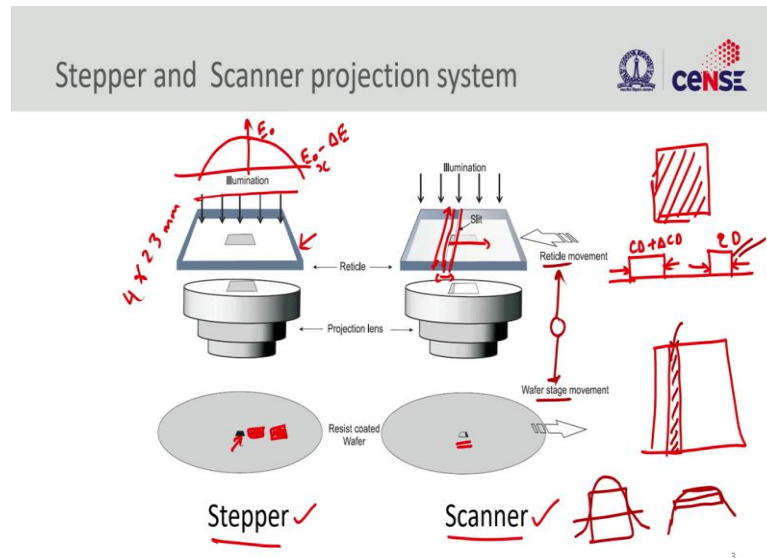 Stepper and Scanner projection system
CeNSE
E₀
E₀ - ΔE
x
Illumination
Illumination
4 X 23 mm
Slit
Reticle
Reticle movement
CD + ΔCD
Projection lens
Wafer stage movement
Resist coated
Wafer
Stepper ✓
Scanner ✓
3